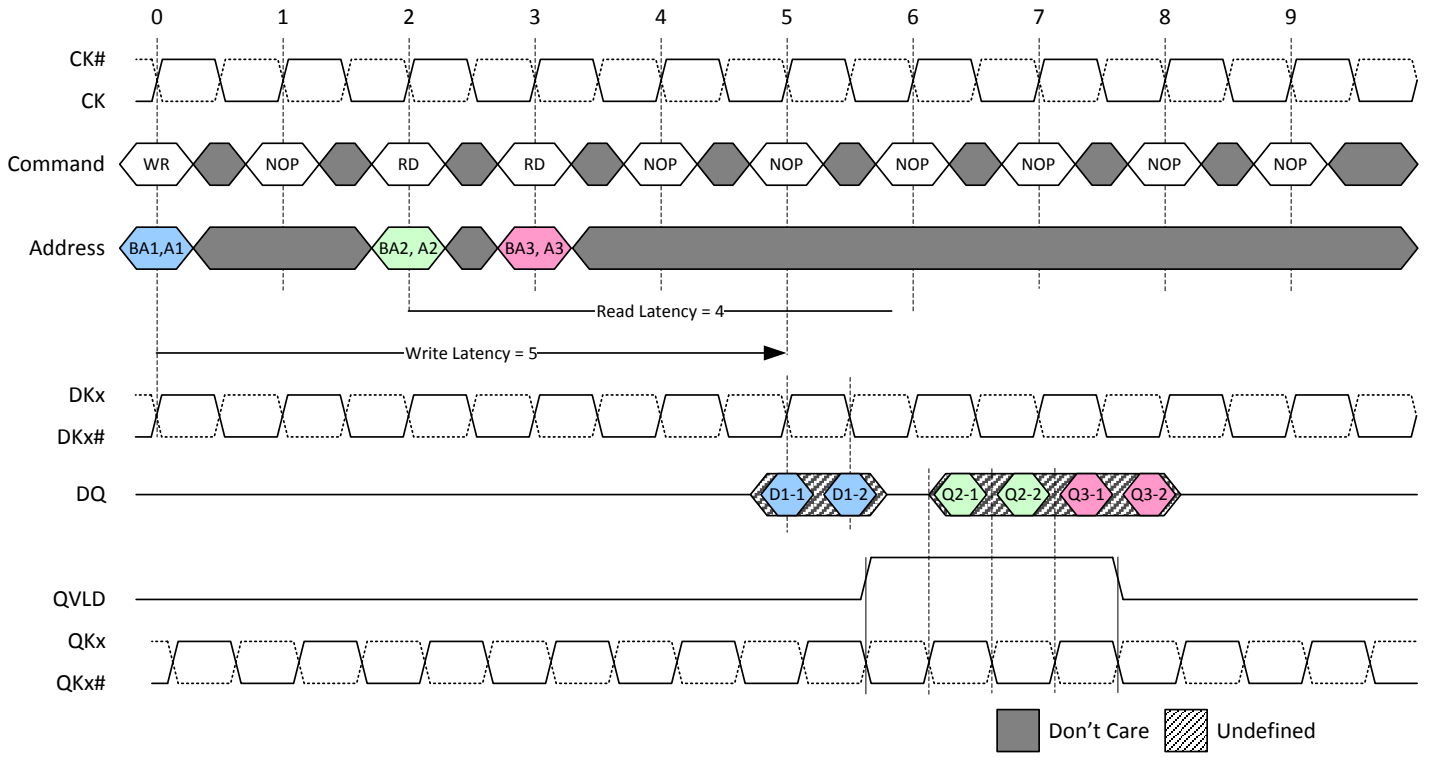 0 1 2 3 4 5 6 7 8 9
CK#
CK
Command WR NOP RD RD NOP NOP NOP NOP NOP NOP
Address BA1,A1 BA2, A2 BA3, A3
Read Latency = 4
Write Latency = 5
DKx
DKx#
DQ D1-1 D1-2 Q2-1 Q2-2 Q3-1 Q3-2
QVLD
QKx
QKx#
Don't Care Undefined